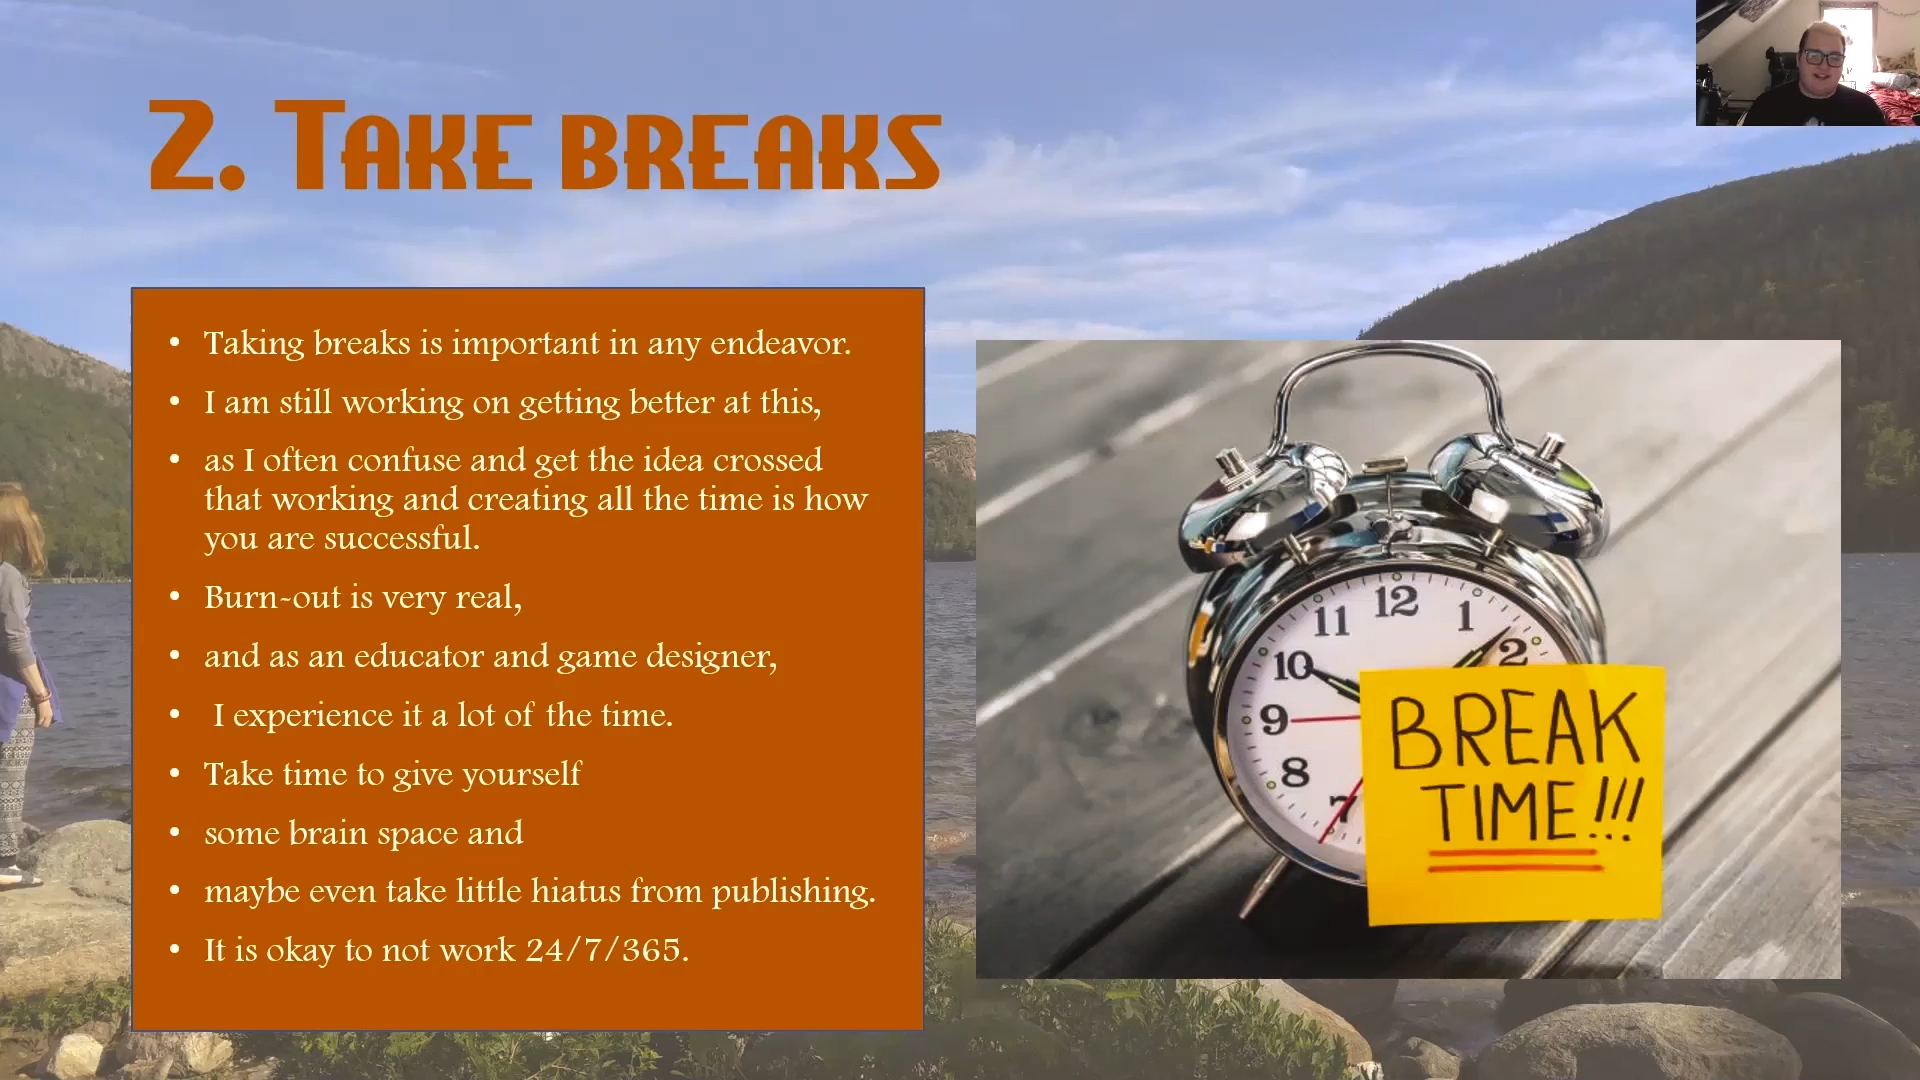 2. Take breaks
• Taking breaks is important in any endeavor.
• I am still working on getting better at this,
• as I often confuse and get the idea crossed
that working and creating all the time is how
you are successful.
• Burn-out is very real,
• and as an educator and game designer,
• I experience it a lot of the time.
• Take time to give yourself
• some brain space and
• maybe even take little hiatus from publishing.
• It is okay to not work 24/7/365.
11 12 1
10 2
9
8
7
BREAK
TIME!!!